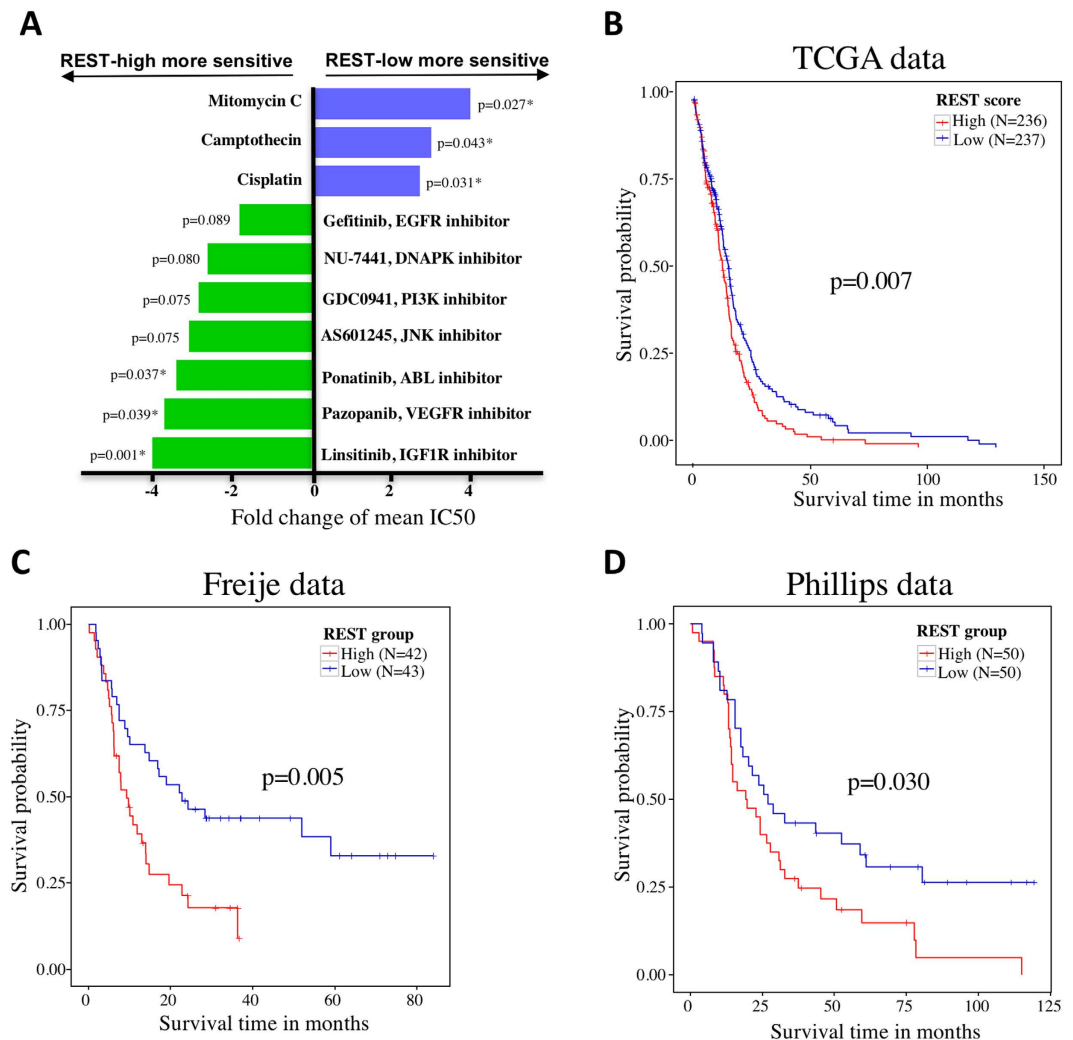 A
REST-high more sensitive
REST-low more sensitive
Mitomycin C
p=0.027*
Camptothecin
p=0.043*
Cisplatin
p=0.031*
p=0.089
Gefitinib, EGFR inhibitor
p=0.080
NU-7441, DNAPK inhibitor
p=0.075
GDC0941, PI3K inhibitor
p=0.075
AS601245, JNK inhibitor
p=0.037*
Ponatinib, ABL inhibitor
p=0.039*
Pazopanib, VEGFR inhibitor
p=0.001*
Linsitinib, IGF1R inhibitor
-4 -2 0 2 4
Fold change of mean IC50
B
TCGA data
REST score
High (N=236)
Low (N=237)
p=0.007
1.00
0.75
0.50
0.25
0.00
Survival probability
0 50 100 150
Survival time in months
C
Freije data
REST group
High (N=42)
Low (N=43)
p=0.005
1.00
0.75
0.50
0.25
0.00
Survival probability
0 20 40 60 80
Survival time in months
D
Phillips data
REST group
High (N=50)
Low (N=50)
p=0.030
1.00
0.75
0.50
0.25
0.00
Survival probability
0 25 50 75 100 125
Survival time in months